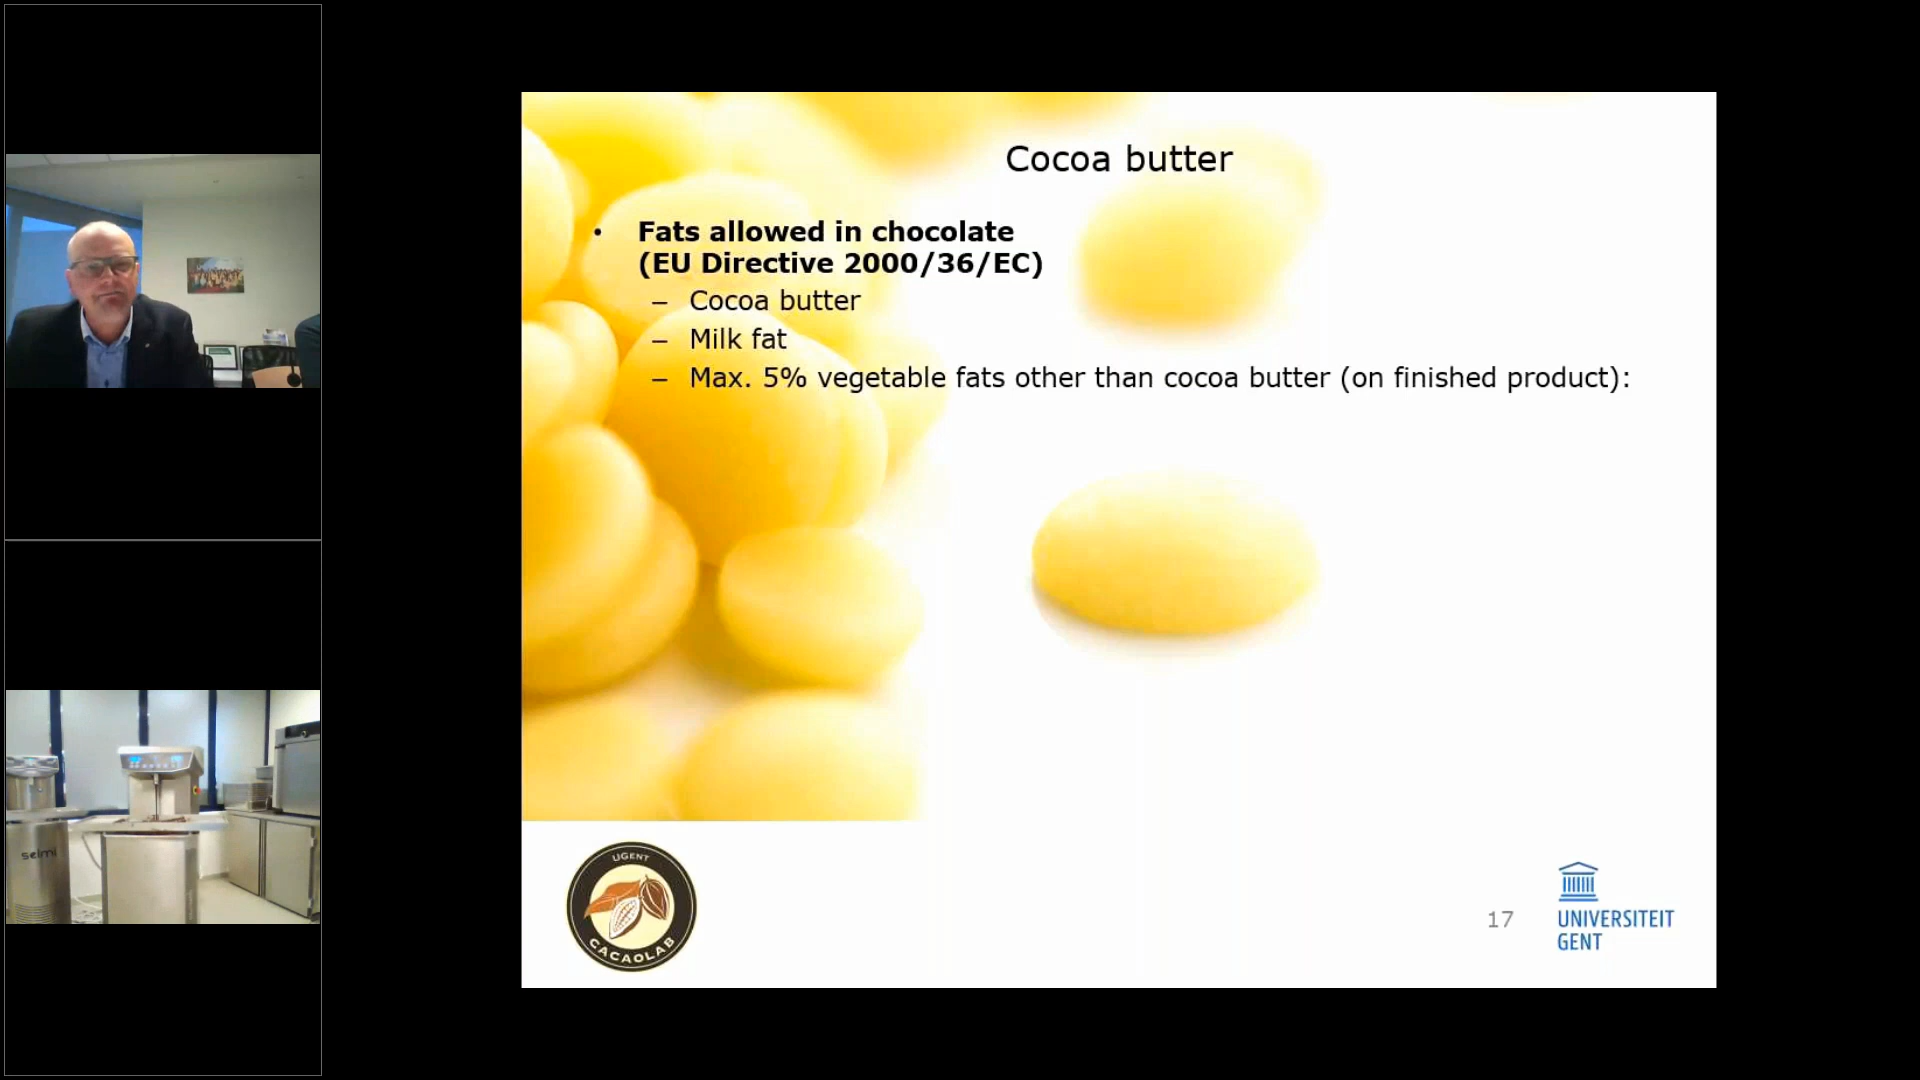 Cocoa butter
• Fats allowed in chocolate
(EU Directive 2000/36/EC)
– Cocoa butter
– Milk fat
– Max. 5% vegetable fats other than cocoa butter (on finished product):
UGENT
CACAOLAB
17
UNIVERSITEIT
GENT
selmi